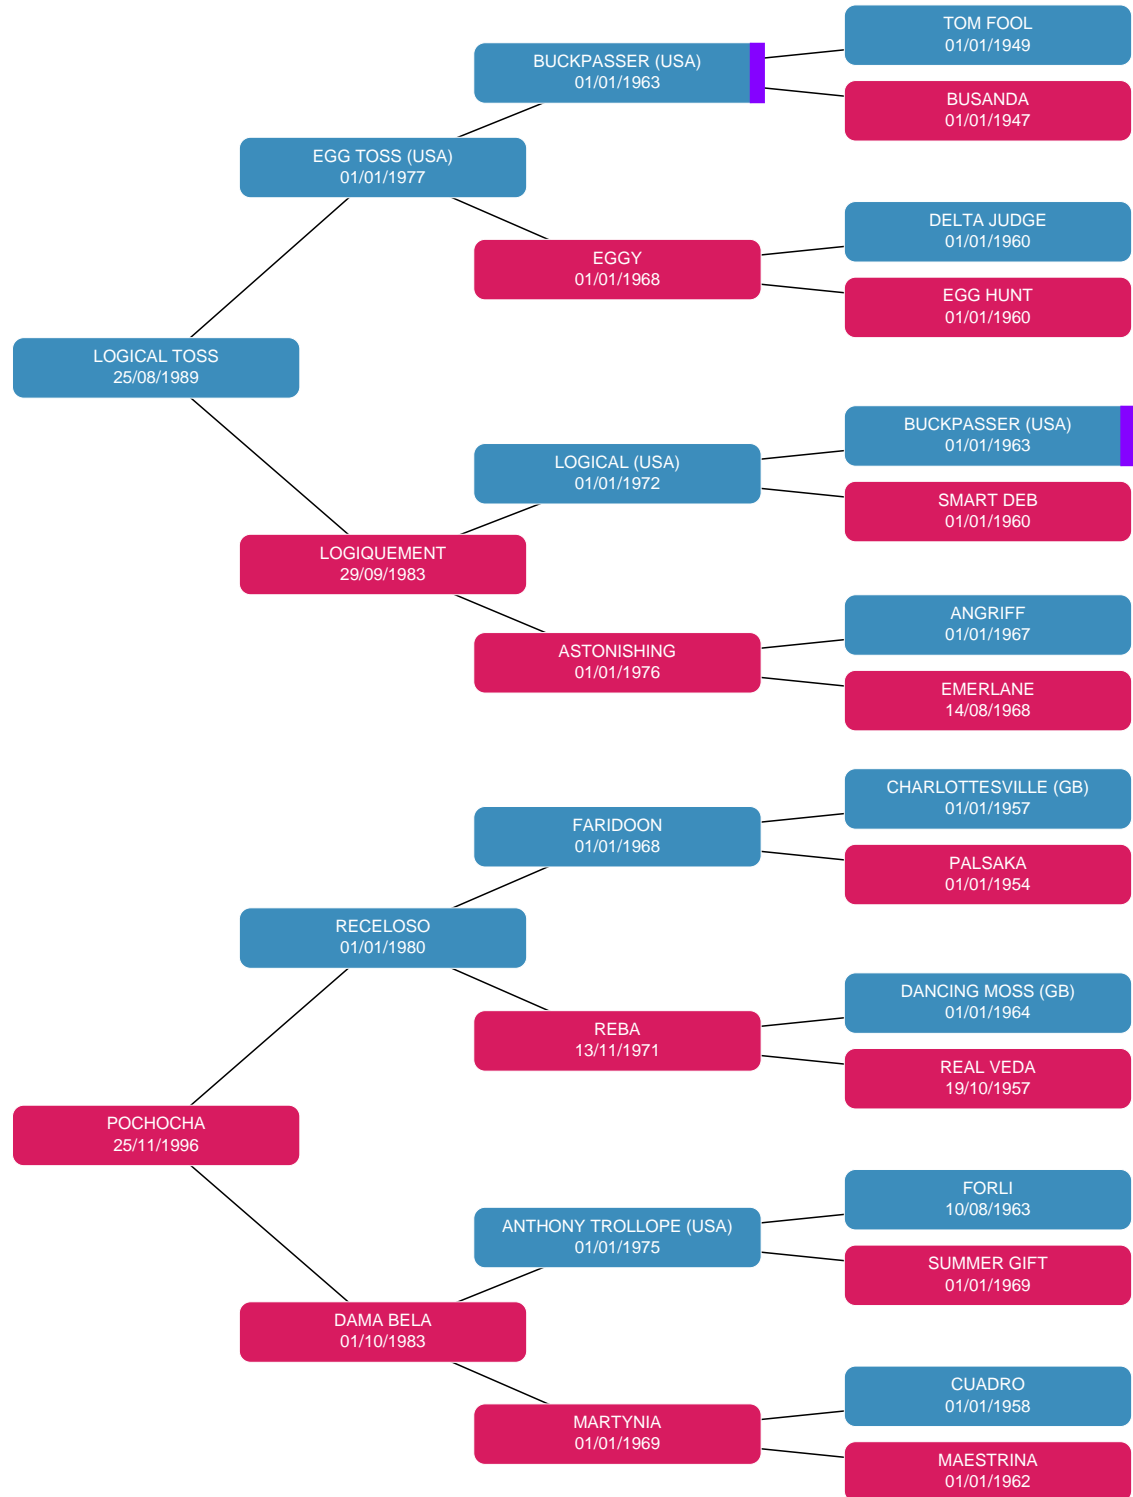 TOM FOOL
01/01/1949
BUCKPASSER (USA)
01/01/1963
BUSANDA
01/01/1947
EGG TOSS (USA)
01/01/1977
DELTA JUDGE
01/01/1960
EGGY
01/01/1968
EGG HUNT
01/01/1960
LOGICAL TOSS
25/08/1989
BUCKPASSER (USA)
01/01/1963
LOGICAL (USA)
01/01/1972
SMART DEB
01/01/1960
LOGIQUEMENT
29/09/1983
ANGRIFF
01/01/1967
ASTONISHING
01/01/1976
EMERLANE
14/08/1968
CHARLOTTESVILLE (GB)
01/01/1957
FARIDOON
01/01/1968
PALSAKA
01/01/1954
RECELOSO
01/01/1980
DANCING MOSS (GB)
01/01/1964
REBA
13/11/1971
REAL VEDA
19/10/1957
POCHOCHA
25/11/1996
FORLI
10/08/1963
ANTHONY TROLLOPE (USA)
01/01/1975
SUMMER GIFT
01/01/1969
DAMA BELA
01/10/1983
CUADRO
01/01/1958
MARTYNIA
01/01/1969
MAESTRINA
01/01/1962